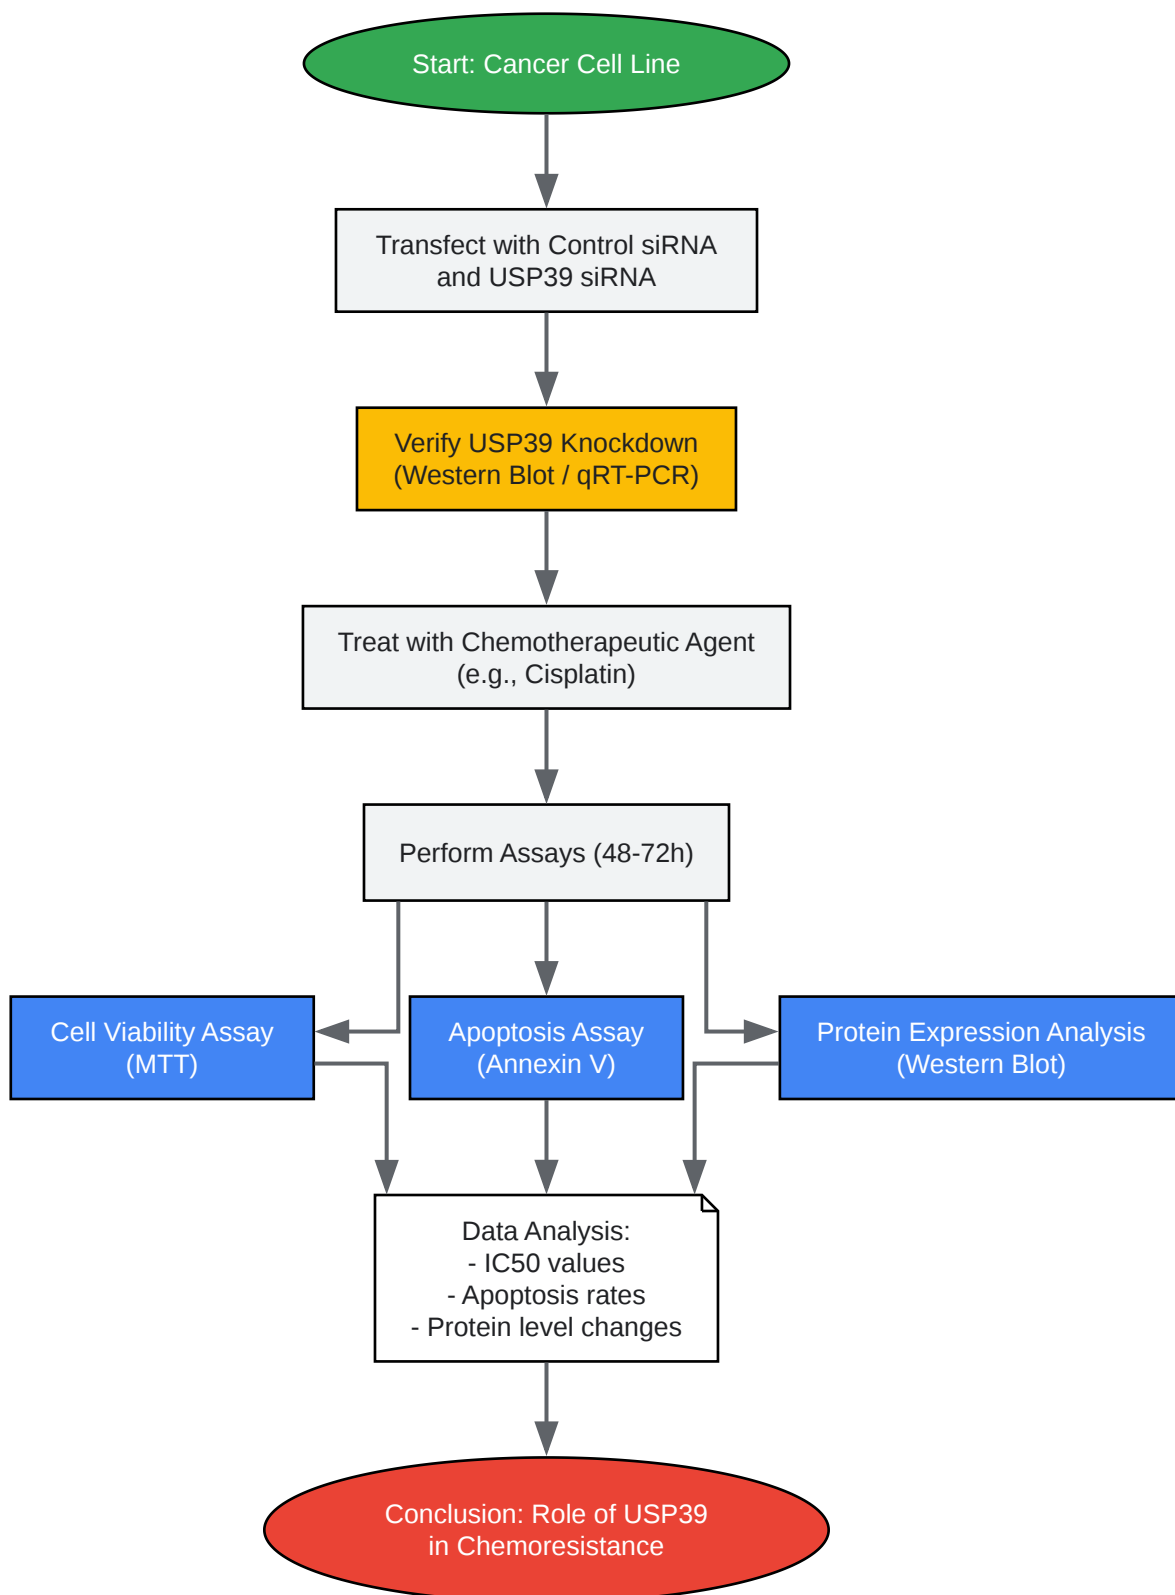 Start: Cancer Cell Line
Transfect with Control siRNA
and USP39 siRNA
Verify USP39 Knockdown
(Western Blot / qRT-PCR)
Treat with Chemotherapeutic Agent
(e.g., Cisplatin)
Perform Assays (48-72h)
Cell Viability Assay
(MTT)
Apoptosis Assay
(Annexin V)
Protein Expression Analysis
(Western Blot)
Data Analysis:
- IC50 values
- Apoptosis rates
- Protein level changes
Conclusion: Role of USP39
in Chemoresistance